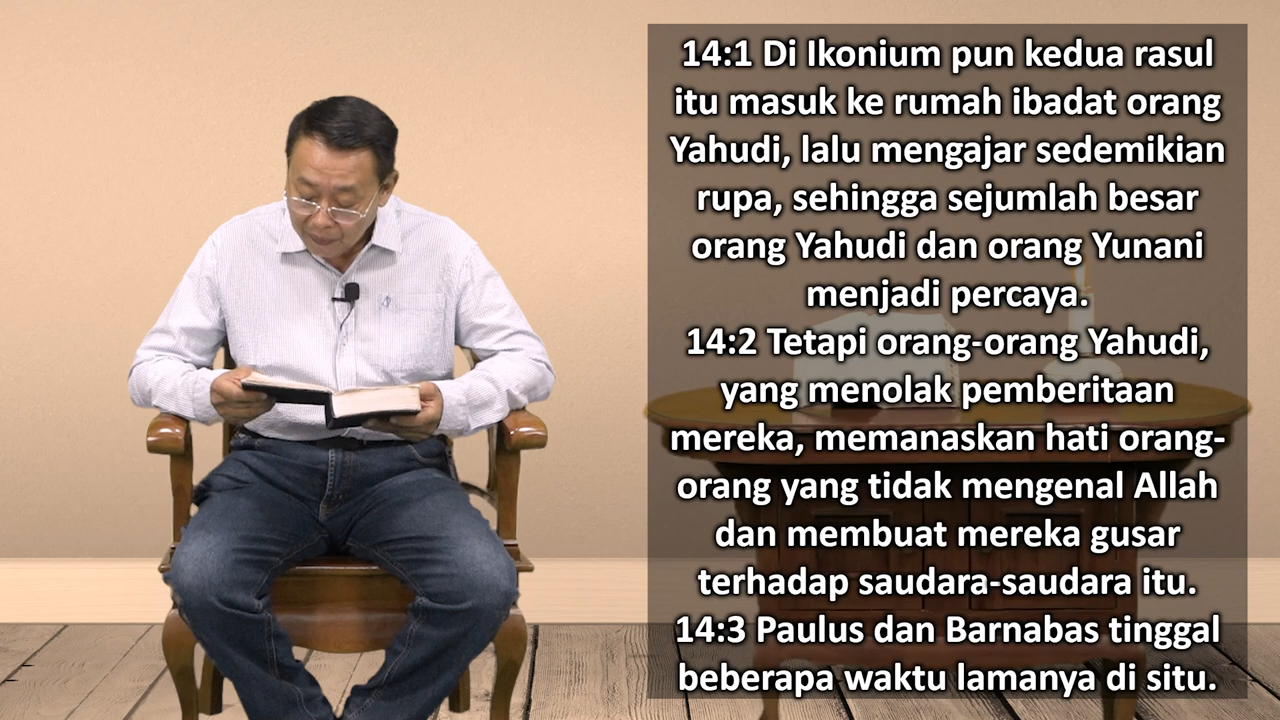 14:1 Di Ikonium pun kedua rasul
itu masuk ke rumah ibadat orang
Yahudi, lalu mengajar sedemikian
rupa, sehingga sejumlah besar
orang Yahudi dan orang Yunani
menjadi percaya.
14:2 Tetapi orang-orang Yahudi,
yang menolak pemberitaan
mereka, memanaskan hati orang-
orang yang tidak mengenal Allah
dan membuat mereka gusar
terhadap saudara-saudara itu.
14:3 Paulus dan Barnabas tinggal
beberapa waktu lamanya di situ.